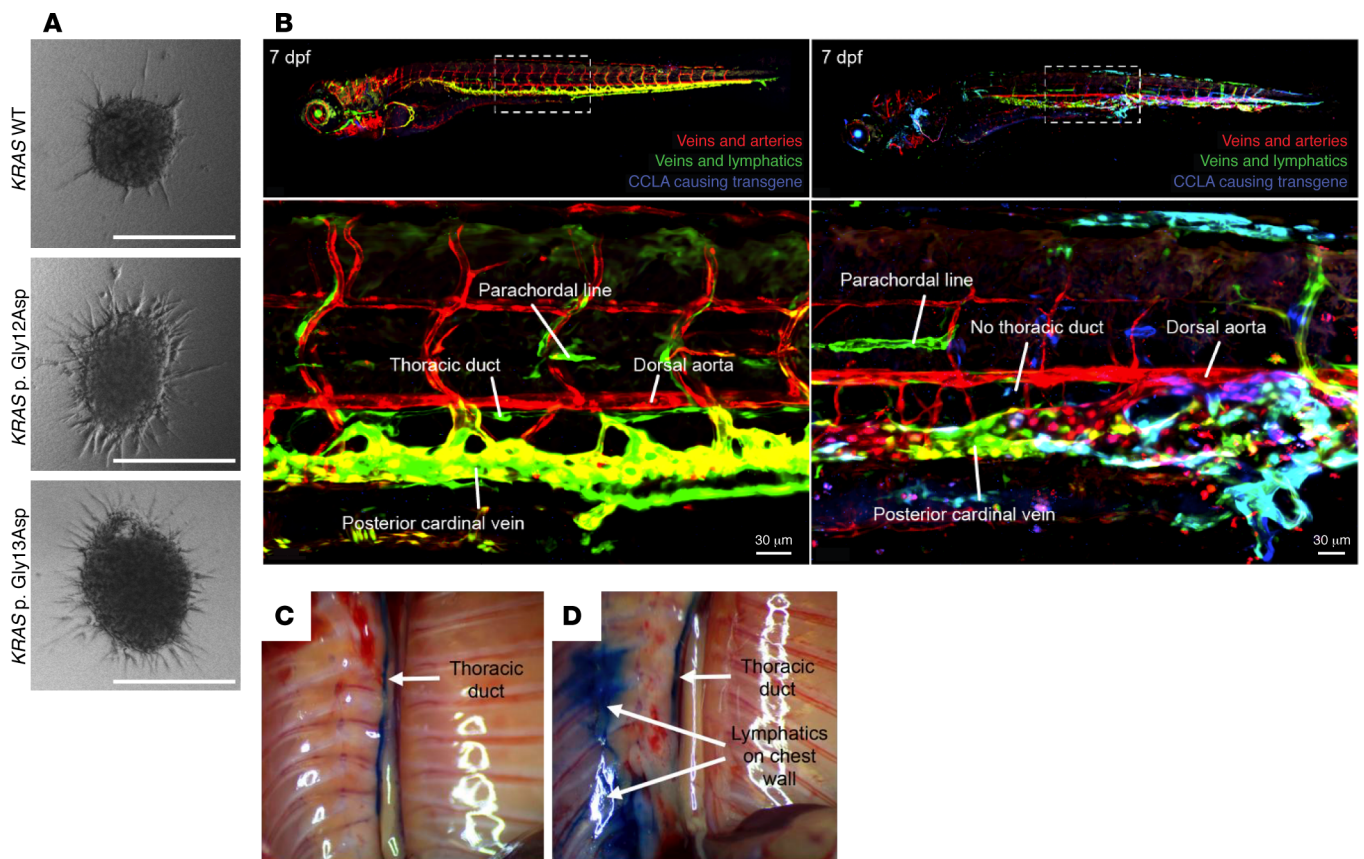 A
KRAS WT
KRAS p. Gly12Asp
KRAS p. Gly13Asp
B
7 dpf
Veins and arteries
Veins and lymphatics
CCLA causing transgene
7 dpf
Veins and arteries
Veins and lymphatics
CCLA causing transgene
Parachordal line
Thoracic duct
Dorsal aorta
Posterior cardinal vein
30 μm
Parachordal line
No thoracic duct
Dorsal aorta
Posterior cardinal vein
30 μm
C
Thoracic
duct
D
Thoracic
duct
Lymphatics
on chest
wall